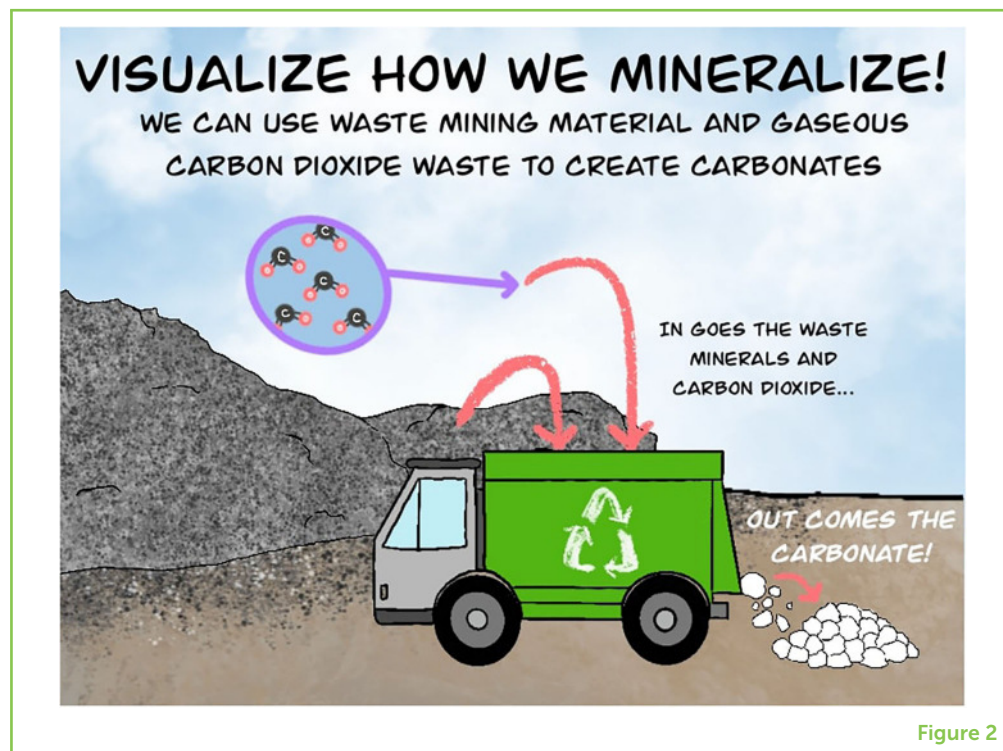 VISUALIZE HOW WE MINERALIZE!
WE CAN USE WASTE MINING MATERIAL AND GASEOUS
CARBON DIOXIDE WASTE TO CREATE CARBONATES
C
C
C
C
C
IN GOES THE WASTE
MINERALS AND
CARBON DIOXIDE...
OUT COMES THE
CARBONATE!
Figure 2